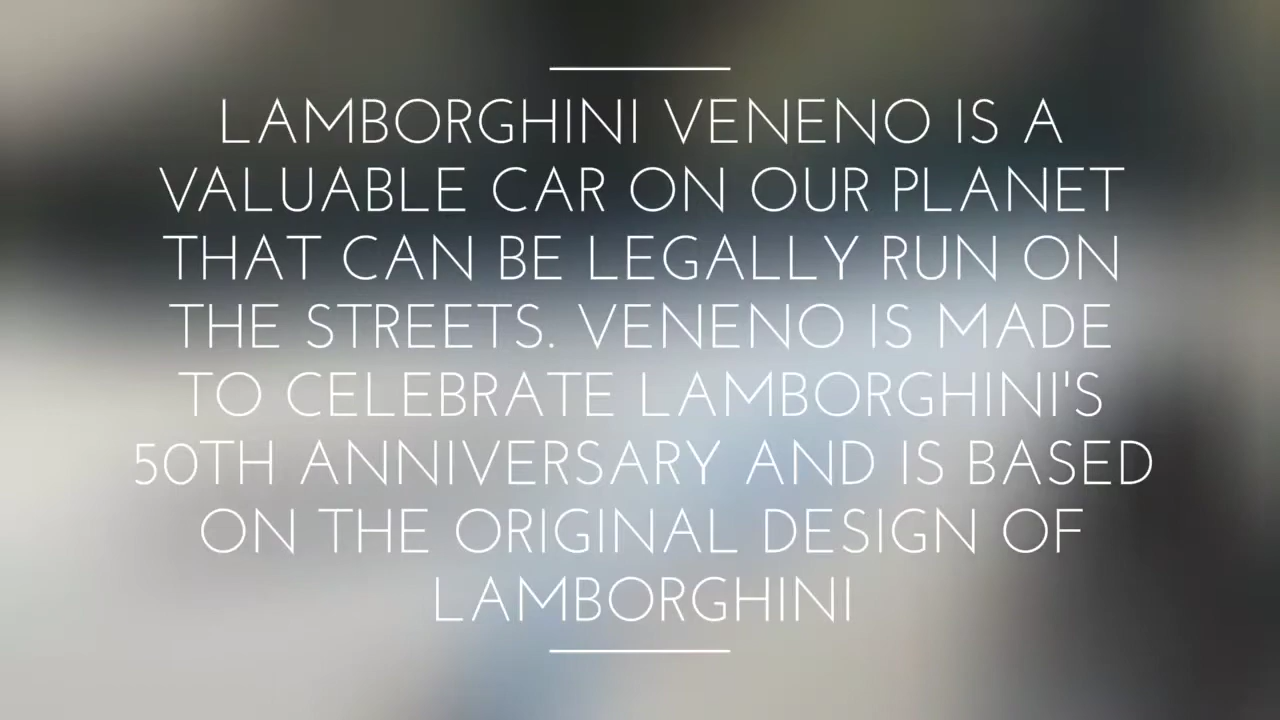 LAMBORGHINI VENENO IS A
VALUABLE CAR ON OUR PLANET
THAT CAN BE LEGALLY RUN ON
THE STREETS. VENENO IS MADE
TO CELEBRATE LAMBORGHINI'S
50TH ANNIVERSARY AND IS BASED
ON THE ORIGINAL DESIGN OF
LAMBORGHINI